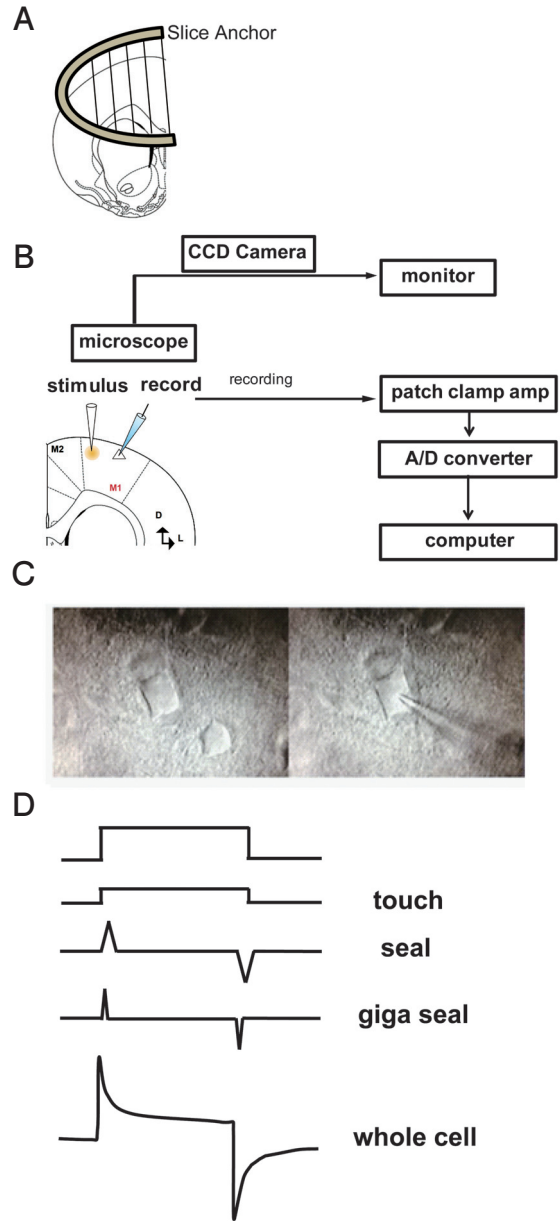 A
Slice Anchor
B
CCD Camera
monitor
microscope
stimulus record
recording
patch clamp amp
M2
M1
A/D converter
D
L
computer
C
D
touch
seal
giga seal
whole cell